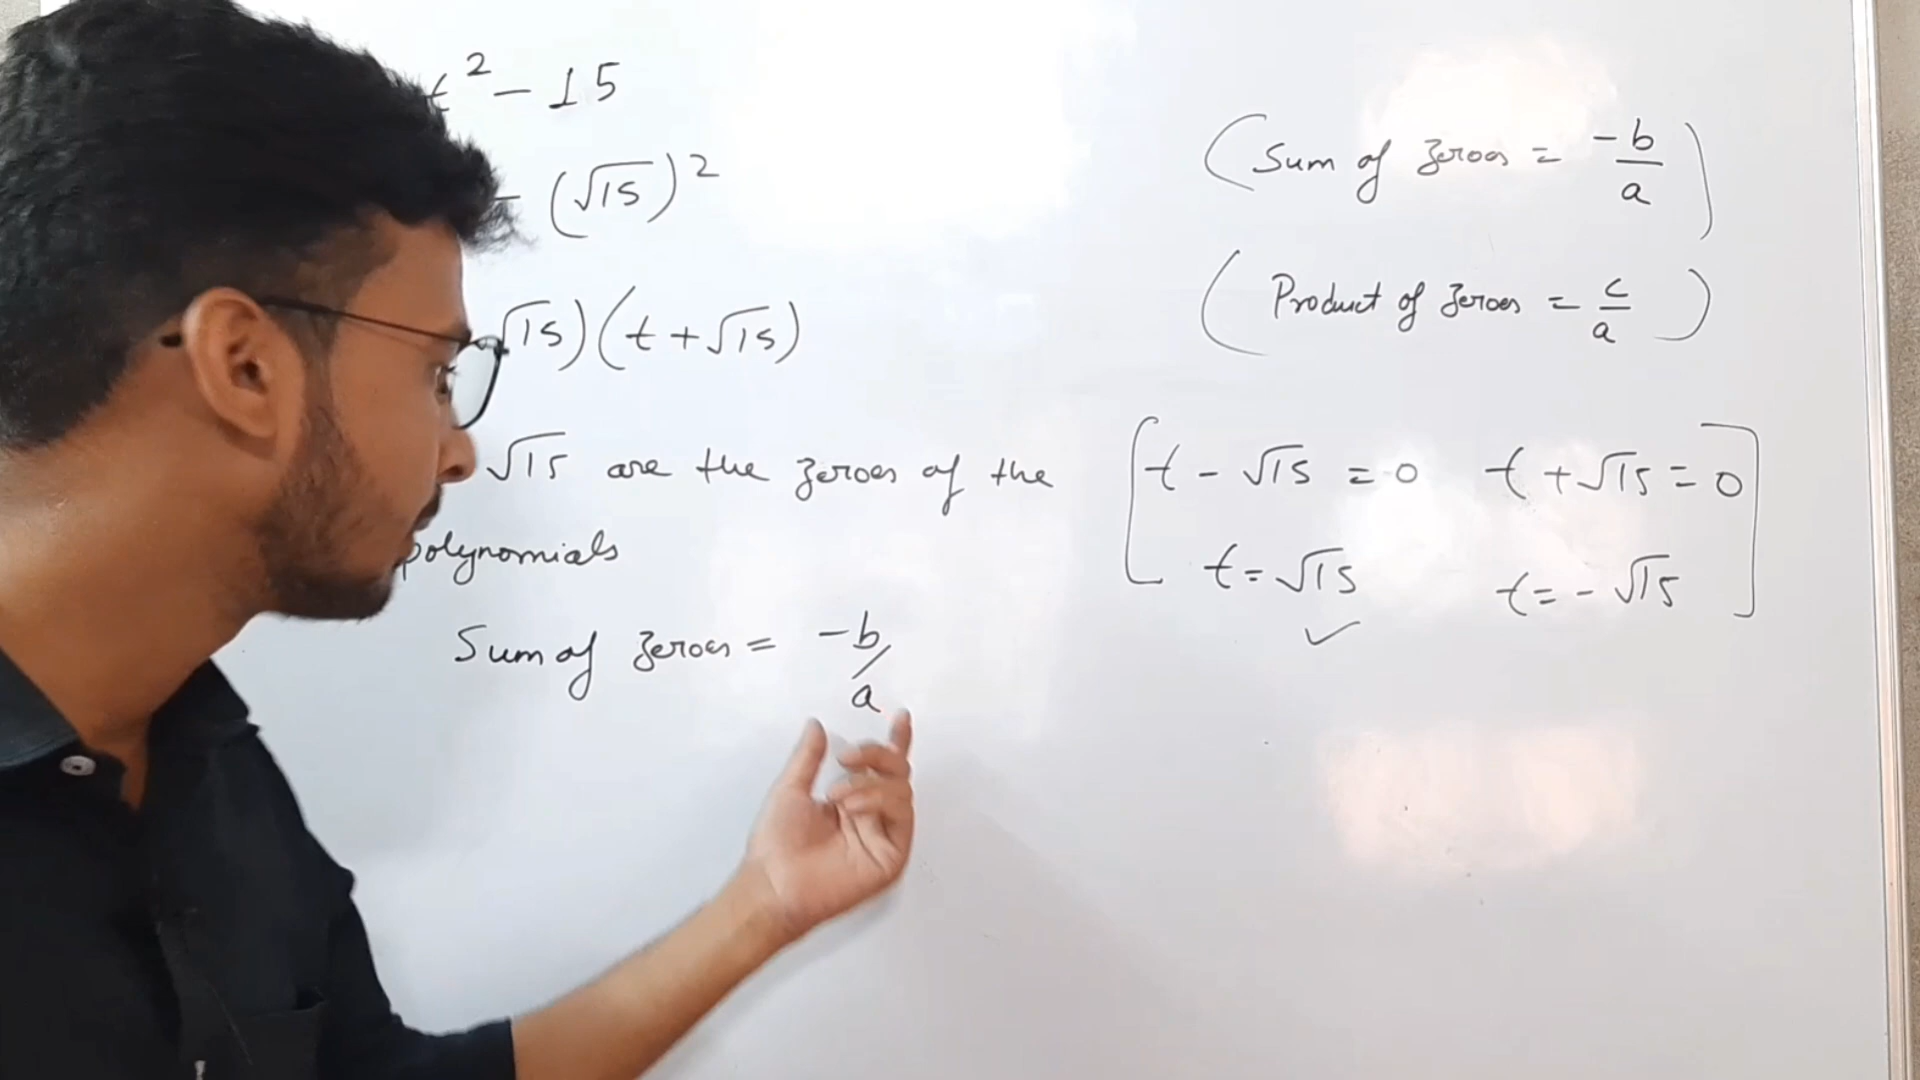 t² - 15
- (√15)²
√15)(t + √15)
√15 are the zeroes of the
polynomials
Sum of zeroes = -b/a
(Sum of zeroes = -b/a)
(Product of zeroes = c/a)
[t - √15 = 0 t + √15 = 0
t = √15 t = - √15]
✓